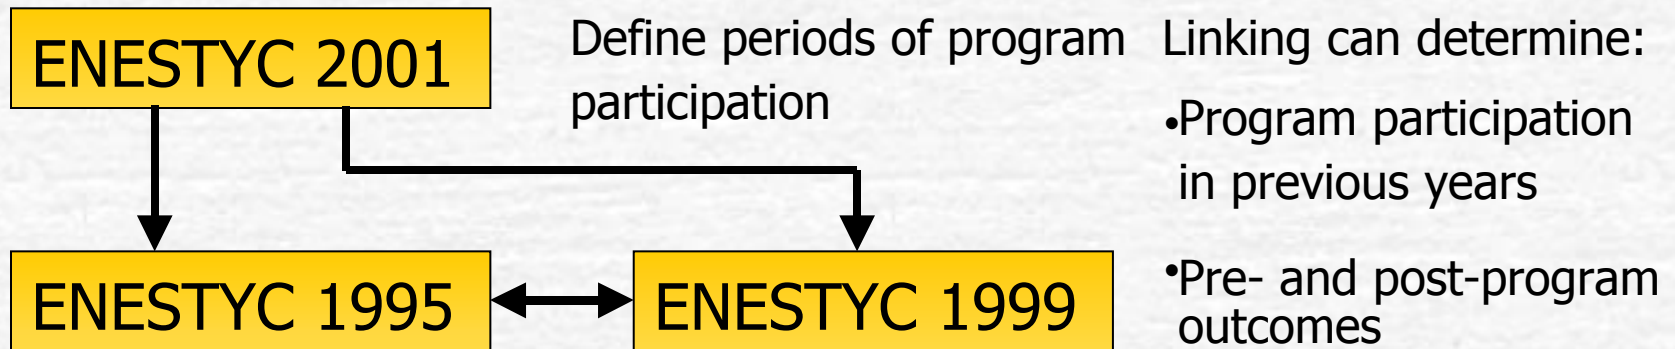 ENESTYC 2001
Define periods of program
participation
Linking can determine:
•Program participation
in previous years
•Pre- and post-program
outcomes
ENESTYC 1995
ENESTYC 1999